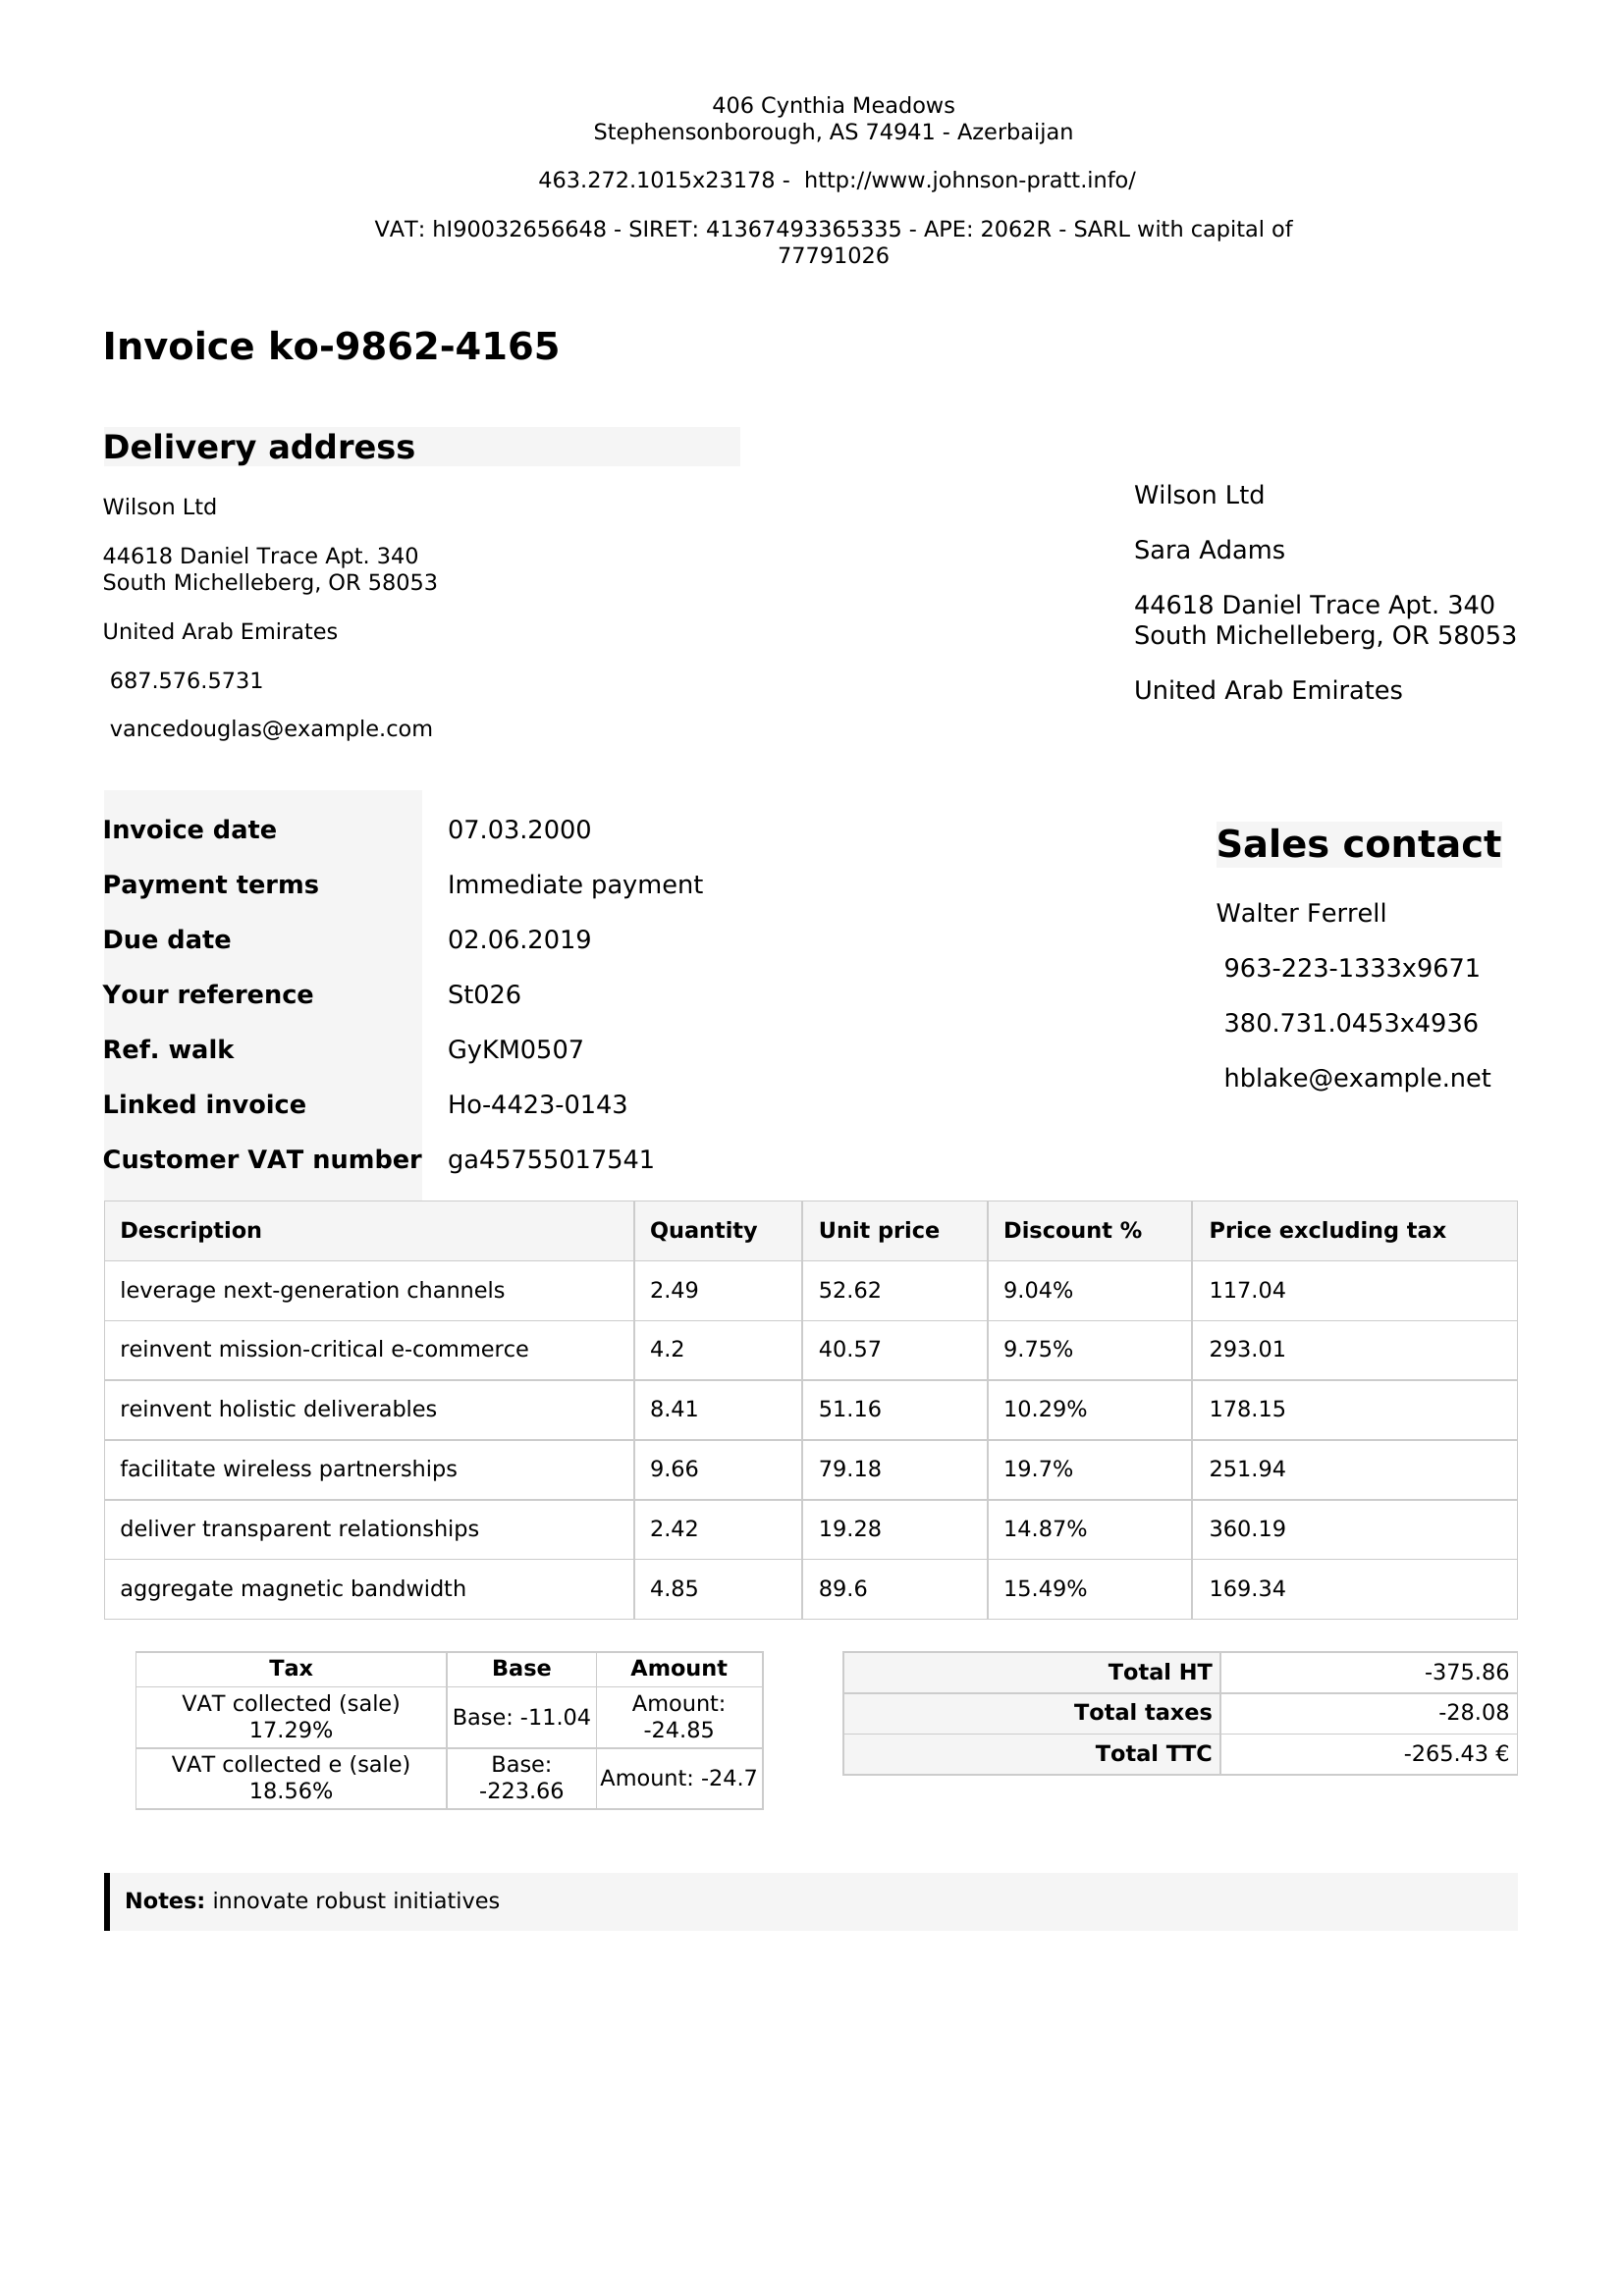 406 Cynthia Meadows
Stephensonborough, AS 74941 - Azerbaijan
463.272.1015x23178 - http://www.johnson-pratt.info/
VAT: hI90032656648 - SIRET: 41367493365335 - APE: 2062R - SARL with capital of
77791026
Invoice ko-9862-4165
Delivery address
Wilson Ltd
44618 Daniel Trace Apt. 340
South Michelleberg, OR 58053
United Arab Emirates
687.576.5731
vancedouglas@example.com
Wilson Ltd
Sara Adams
44618 Daniel Trace Apt. 340
South Michelleberg, OR 58053
United Arab Emirates
Invoice date 07.03.2000
Payment terms Immediate payment
Due date 02.06.2019
Your reference St026
Ref. walk GyKM0507
Linked invoice Ho-4423-0143
Customer VAT number ga45755017541
Sales contact
Walter Ferrell
963-223-1333x9671
380.731.0453x4936
hblake@example.net
Description Quantity Unit price Discount % Price excluding tax
leverage next-generation channels 2.49 52.62 9.04% 117.04
reinvent mission-critical e-commerce 4.2 40.57 9.75% 293.01
reinvent holistic deliverables 8.41 51.16 10.29% 178.15
facilitate wireless partnerships 9.66 79.18 19.7% 251.94
deliver transparent relationships 2.42 19.28 14.87% 360.19
aggregate magnetic bandwidth 4.85 89.6 15.49% 169.34
Tax Base Amount
VAT collected (sale) 17.29% Base: -11.04 Amount: -24.85
VAT collected e (sale) 18.56% Base: -223.66 Amount: -24.7
Total HT -375.86
Total taxes -28.08
Total TTC -265.43 €
Notes: innovate robust initiatives